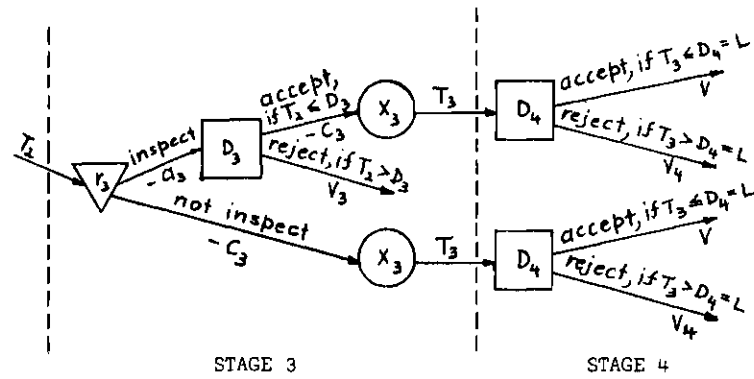 T₂
r₃
inspect
- a₃
D₃
accept,
if T₂ ≤ D₃
- C₃
reject, if T₂ > D₃
V₃
X₃
T₃
D₄
accept, if T₃ ≤ D₄ = L
V
reject, if T₃ > D₄ = L
V₄
not inspect
- C₃
X₃
T₃
D₄
accept, if T₃ ≤ D₄ = L
V
reject, if T₃ > D₄ = L
V₄
STAGE 3
STAGE 4